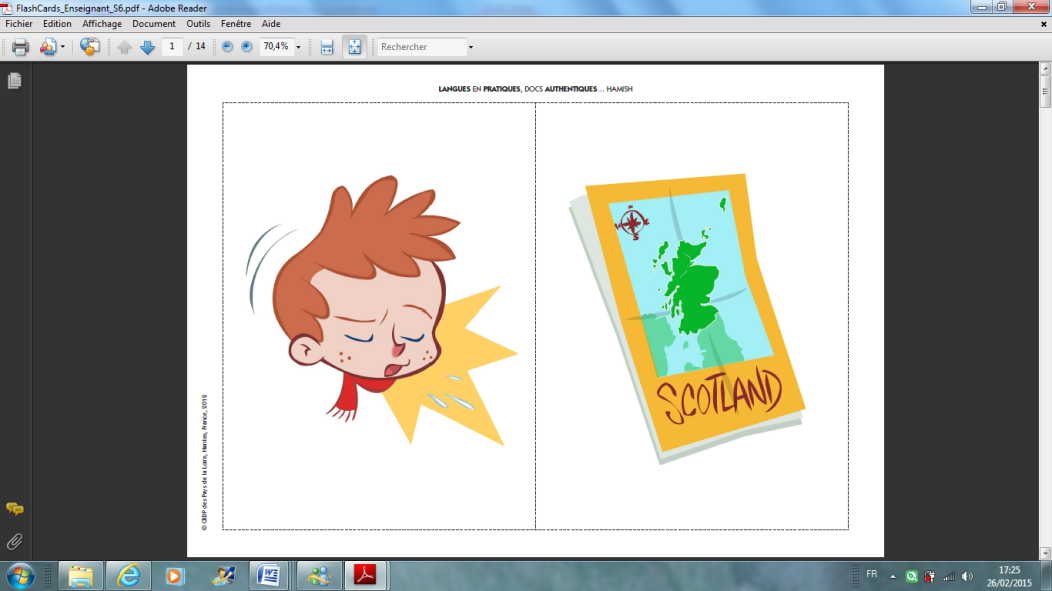 FlashCards_Enseignant_S6.pdf - Adobe Reader
Fichier Edition Affichage Document Outils Fenêtre Aide
1 / 14 70,4% Rechercher
LANGUES EN PRATIQUES, DOCS AUTHENTIQUES... HAMISH
SCOTLAND
© CRDP des Pays de la Loire, Nantes, France, 2012
FR 17:25
26/02/2015